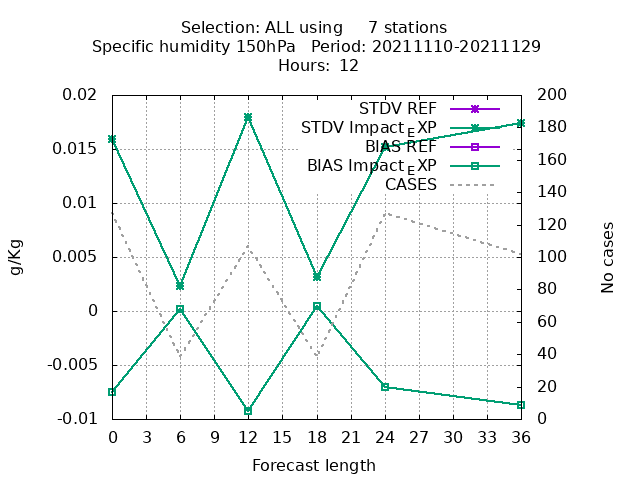 Selection: ALL using 7 stations
Specific humidity 150hPa Period: 20211110-20211129
Hours: 12
0.02
0.015
0.01
0.005
0
-0.005
-0.01
200
180
160
140
120
100
80
60
40
20
0
STDV REF
STDV Impact_EXP
BIAS REF
BIAS Impact_EXP
CASES
g/Kg
No cases
0 3 6 9 12 15 18 21 24 27 30 33 36
Forecast length